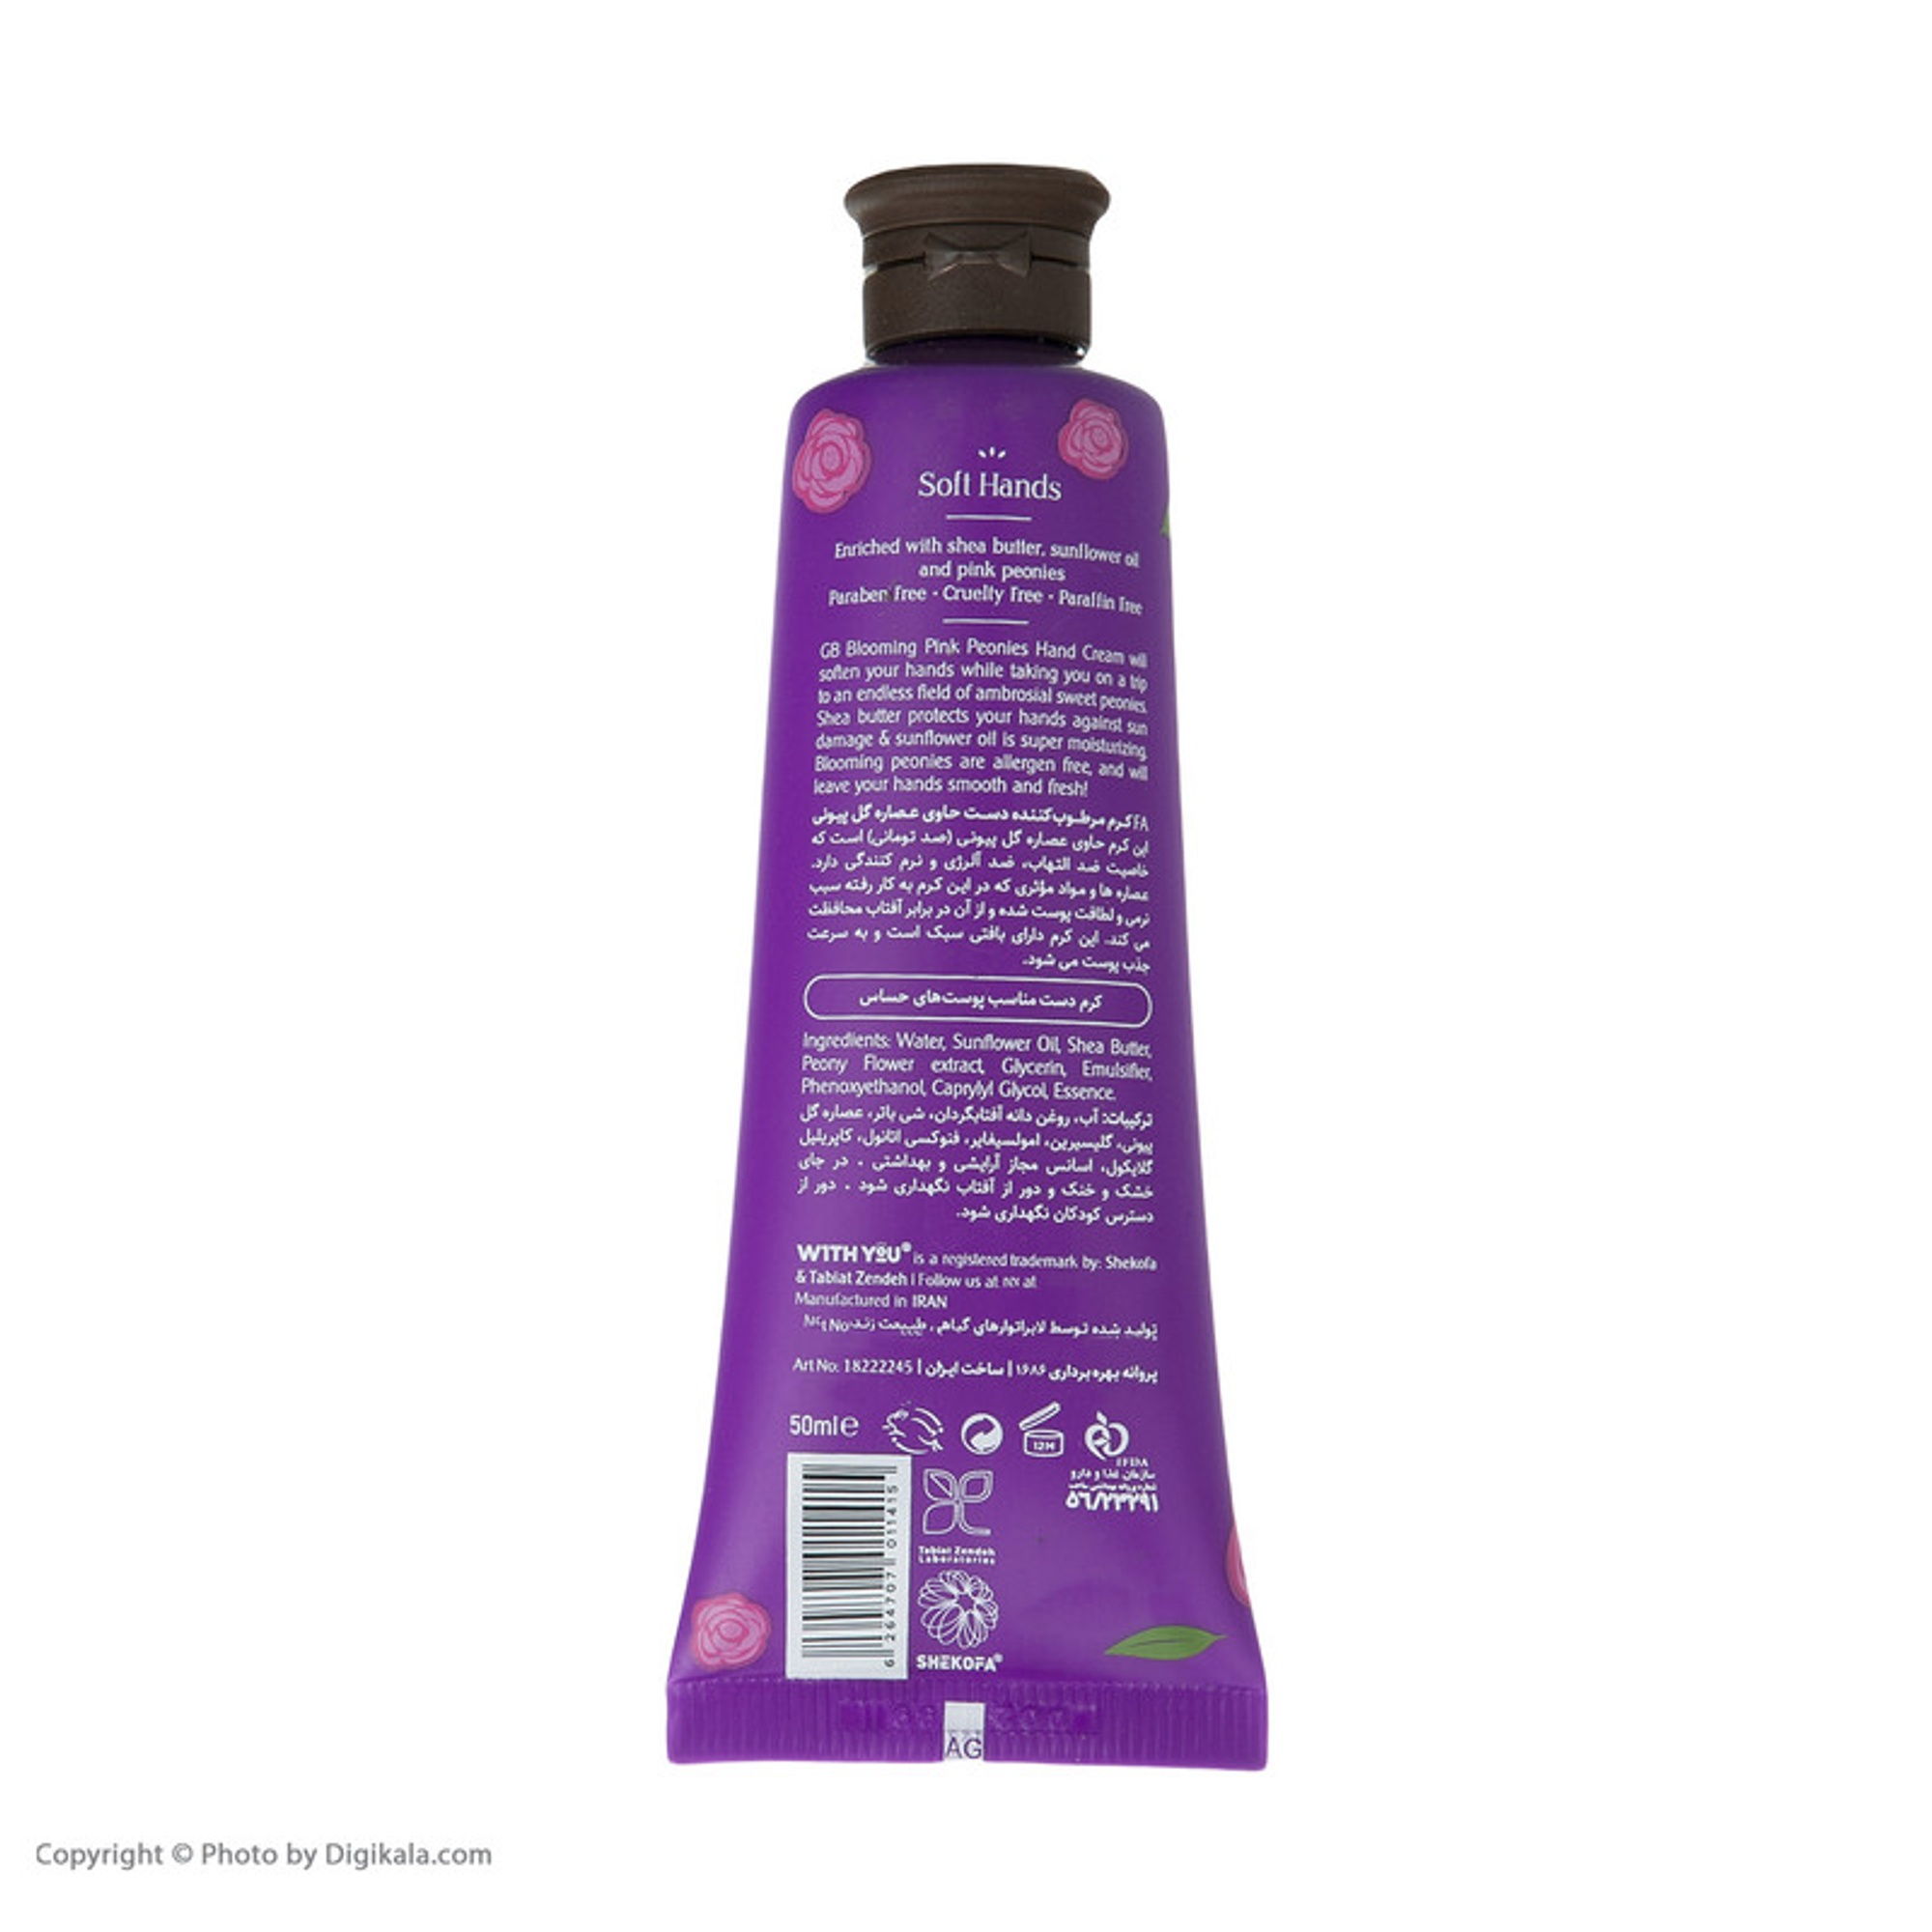 Soft Hands
Enriched with shea butter, sunflower oil
and pink peonies
Paraben Free - Cruelty Free - Paraffin Free
GB Blooming Pink Peonies Hand Cream will
soften your hands while taking you on a trip
to an endless field of ambrosial sweet peonies.
Shea butter protects your hands against sun
damage & sunflower oil is super moisturizing.
Blooming peonies are allergen free, and will
leave your hands smooth and fresh!
FA کرم مرطوب‌کننده دست حاوی عصاره گل پیونی
این کرم حاوی عصاره گل پیونی (صد تومانی) است که
خاصیت ضد التهاب، ضد آلرژی و نرم کنندگی دارد.
عصاره ها و مواد مؤثری که در این کرم به کار رفته سبب
نرمی و لطافت پوست شده و از آن در برابر آفتاب محافظت
می کند. این کرم دارای بافتی سبک است و به سرعت
جذب پوست می شود.
کرم دست مناسب پوست‌های حساس
Ingredients: Water, Sunflower Oil, Shea Butter,
Peony Flower extract, Glycerin, Emulsifier,
Phenoxyethanol, Caprylyl Glycol, Essence.
ترکیبات: آب، روغن دانه آفتابگردان، شی باتر، عصاره گل
پیونی، گلیسیرین، امولسیفایر، فنوکسی اتانول، کاپریلیل
گلایکول، اسانس مجاز آرایشی و بهداشتی . در جای
خشک و خنک و دور از آفتاب نگهداری شود . دور از
دسترس کودکان نگهداری شود.
WITH YOU® is a registered trademark by: Shekofa
& Tabiat Zendeh | Follow us at
Manufactured in IRAN
تولید شده توسط لابراتوارهای گیاهی طبیعت
پروانه بهره برداری ۱۶۸۶ | ساخت ایران | Art No: 18222245
50ml e
12M
IFDA
سازمان غذا و دارو
۵۶/۲۳۲۹۱
6 264707 011415
Tabiat Zendeh
Laboratories
SHEKOFA®
AG
Copyright © Photo by Digikala.com